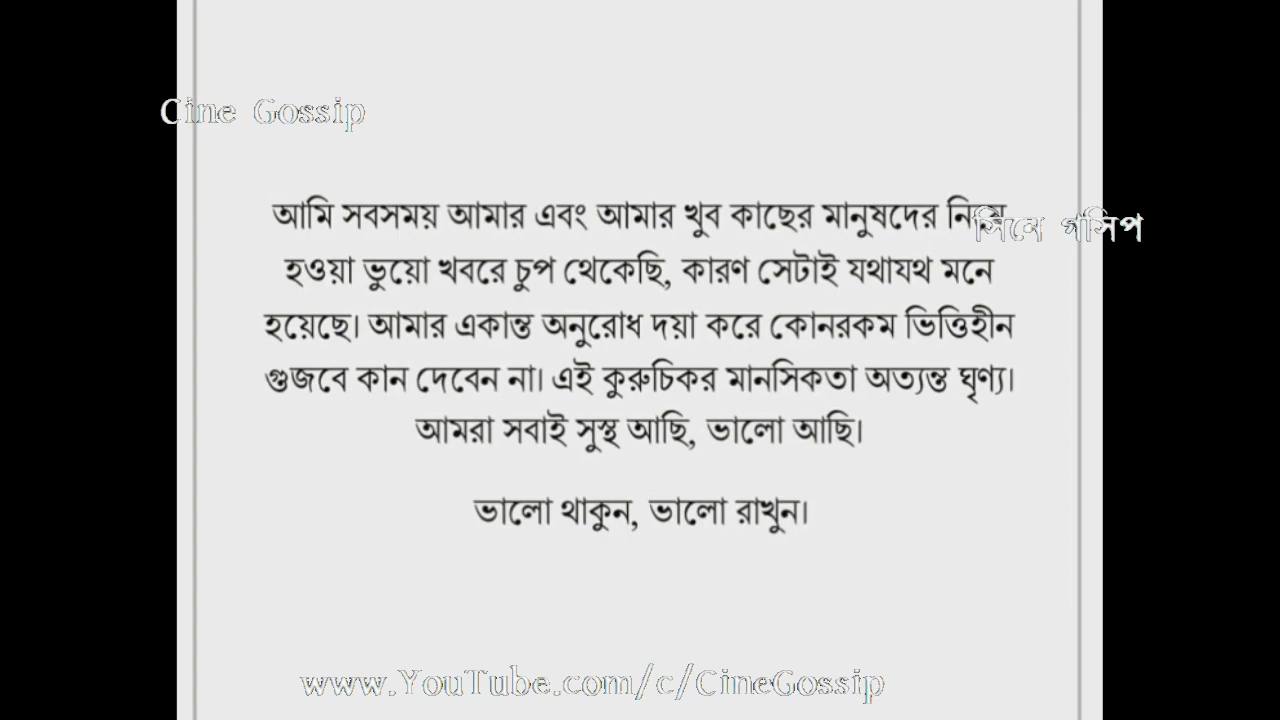 Cine Gossip
আমি সবসময় আমার এবং আমার খুব কাছের মানুষদের
সিনে গসিপ
হওয়া ভুয়ো খবরে চুপ থেকেছি, কারণ সেটাই যথাযথ মনে
হয়েছে। আমার একান্ত অনুরোধ দয়া করে কোনরকম ভিত্তিহীন
গুজবে কান দেবেন না। এই কুরুচিকর মানসিকতা অত্যন্ত ঘৃণ্য।
আমরা সবাই সুস্থ আছি, ভালো আছি।
ভালো থাকুন, ভালো রাখুন।
www.YouTube.com/c/CineGossip